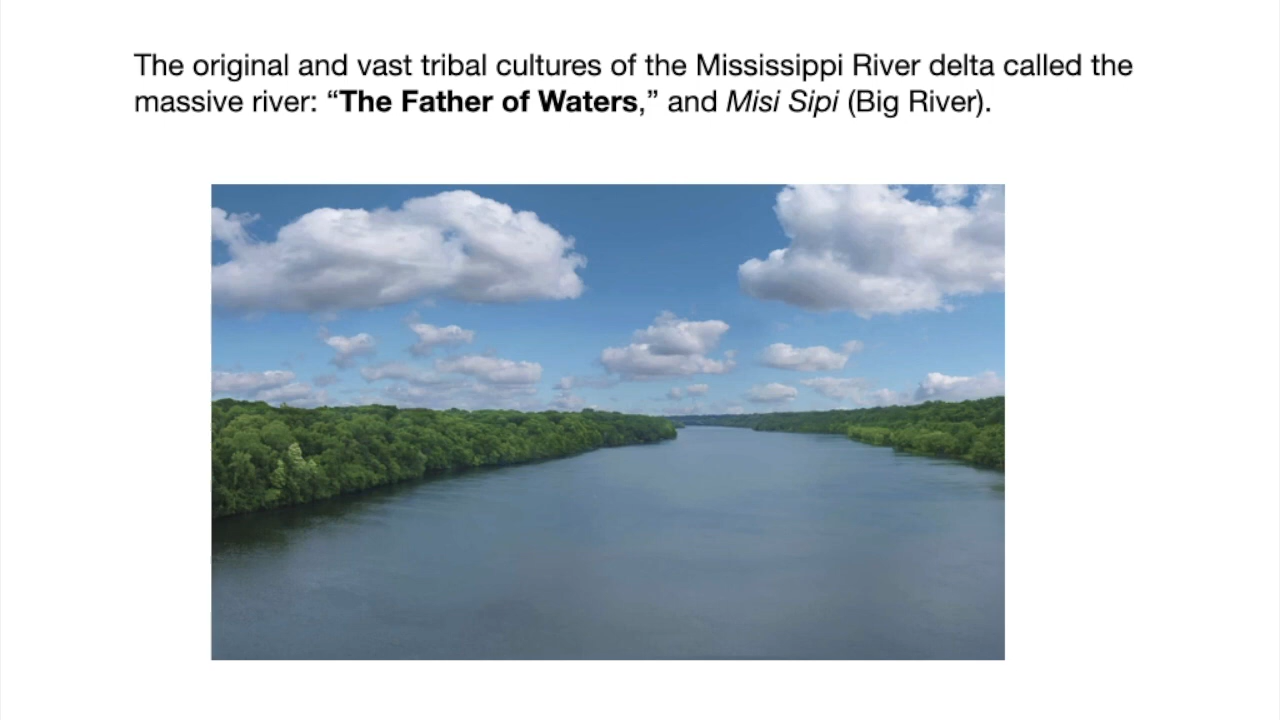 The original and vast tribal cultures of the Mississippi River delta called the
massive river: “The Father of Waters,” and Misi Sipi (Big River).